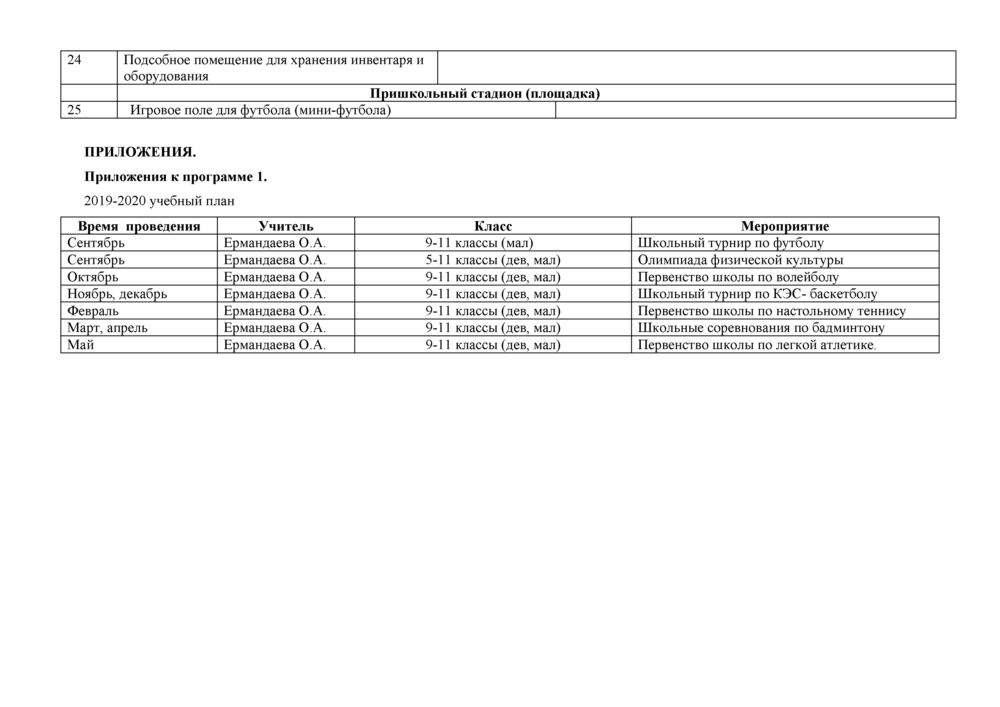 24 Подсобное помещение для хранения инвентаря и
оборудования
Пришкольный стадион (площадка)
25 Игровое поле для футбола (мини-футбола)
ПРИЛОЖЕНИЯ.
Приложения к программе 1.
2019-2020 учебный план
Время проведения Учитель Класс Мероприятие
Сентябрь Ермандаева О.А. 9-11 классы (мал) Школьный турнир по футболу
Сентябрь Ермандаева О.А. 5-11 классы (дев, мал) Олимпиада физической культуры
Октябрь Ермандаева О.А. 9-11 классы (дев, мал) Первенство школы по волейболу
Ноябрь, декабрь Ермандаева О.А. 9-11 классы (дев, мал) Школьный турнир по КЭС- баскетболу
Февраль Ермандаева О.А. 9-11 классы (дев, мал) Первенство школы по настольному теннису
Март, апрель Ермандаева О.А. 9-11 классы (дев, мал) Школьные соревнования по бадминтону
Май Ермандаева О.А. 9-11 классы (дев, мал) Первенство школы по легкой атлетике.